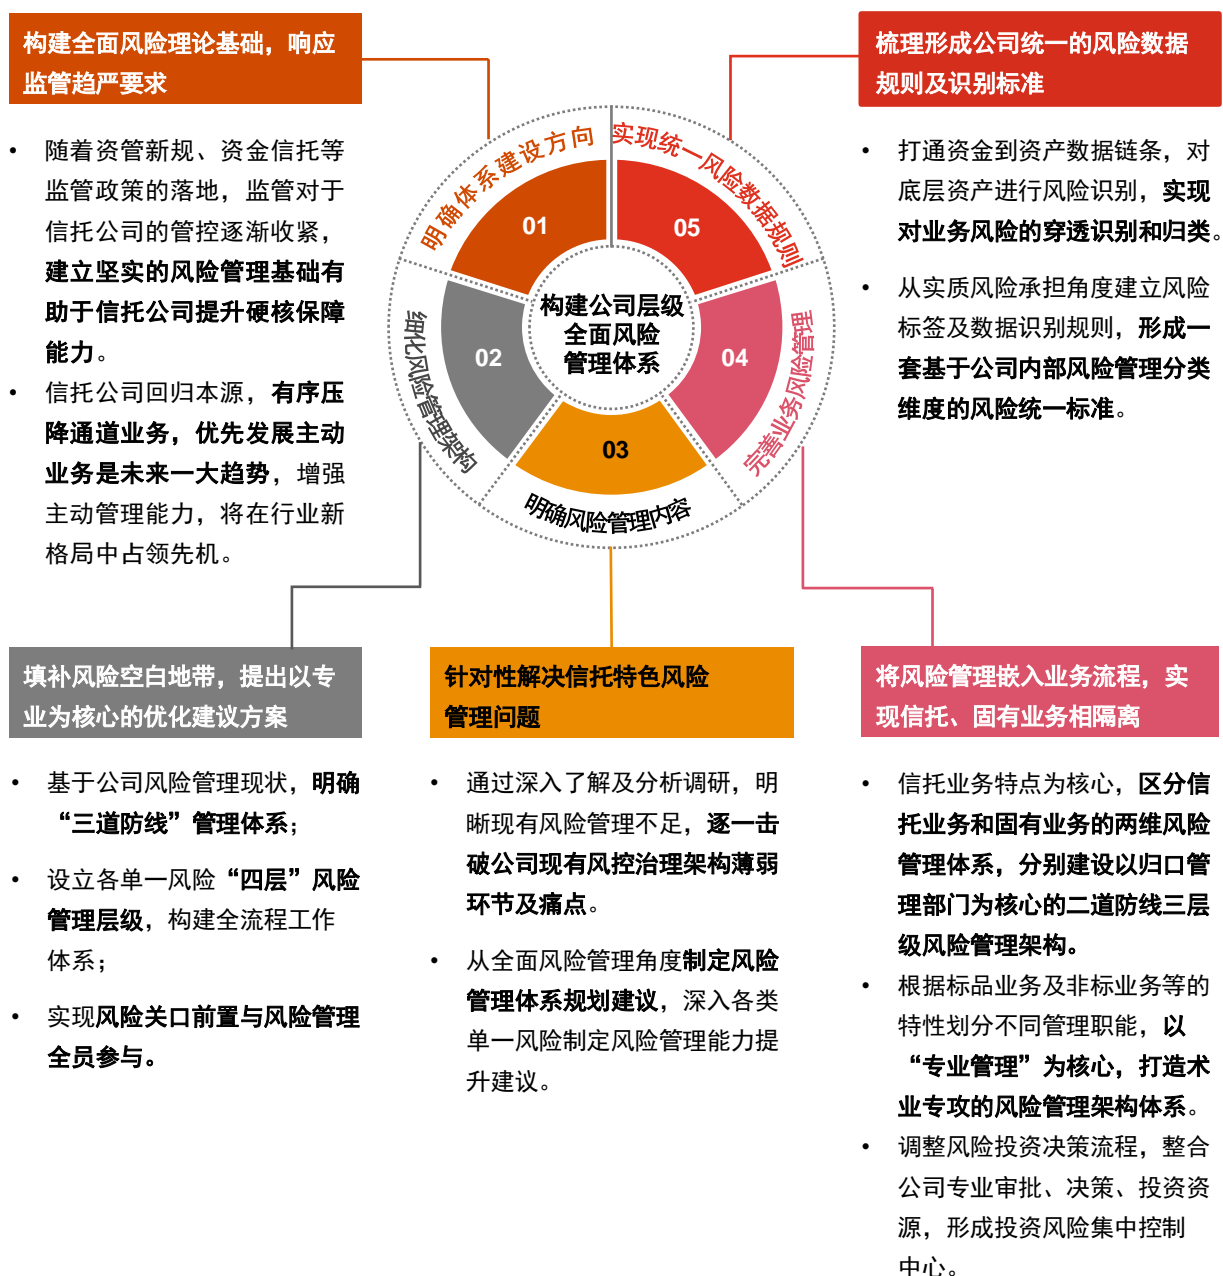 构建全面风险理论基础，响应
监管趋严要求
• 随着资管新规、资金信托等
监管政策的落地，监管对于
信托公司的管控逐渐收紧，
建立坚实的风险管理基础有
助于信托公司提升硬核保障
能力。
• 信托公司回归本源，有序压
降通道业务，优先发展主动
业务是未来一大趋势，增强
主动管理能力，将在行业新
格局中占领先机。
明确体系建设方向
实现统一风险数据规则
01
05
构建公司层级
全面风险
管理体系
细化风险管理架构
02
04
完善业务风险管理
03
明确风险管理内容
梳理形成公司统一的风险数据
规则及识别标准
• 打通资金到资产数据链条，对
底层资产进行风险识别，实现
对业务风险的穿透识别和归类。
• 从实质风险承担角度建立风险
标签及数据识别规则，形成一
套基于公司内部风险管理分类
维度的风险统一标准。
填补风险空白地带，提出以专
业为核心的优化建议方案
• 基于公司风险管理现状，明确
“三道防线”管理体系；
• 设立各单一风险“四层”风险
管理层级，构建全流程工作
体系；
• 实现风险关口前置与风险管理
全员参与。
针对性解决信托特色风险
管理问题
• 通过深入了解及分析调研，明
晰现有风险管理不足，逐一击
破公司现有风控治理架构薄弱
环节及痛点。
• 从全面风险管理角度制定风险
管理体系规划建议，深入各类
单一风险制定风险管理能力提
升建议。
将风险管理嵌入业务流程，实
现信托、固有业务相隔离
• 信托业务特点为核心，区分信
托业务和固有业务的两维风险
管理体系，分别建设以归口管
理部门为核心的二道防线三层
级风险管理架构。
• 根据标品业务及非标业务等的
特性划分不同管理职能，以
“专业管理”为核心，打造术
业专攻的风险管理架构体系。
• 调整风险投资决策流程，整合
公司专业审批、决策、投资资
源，形成投资风险集中控制
中心。